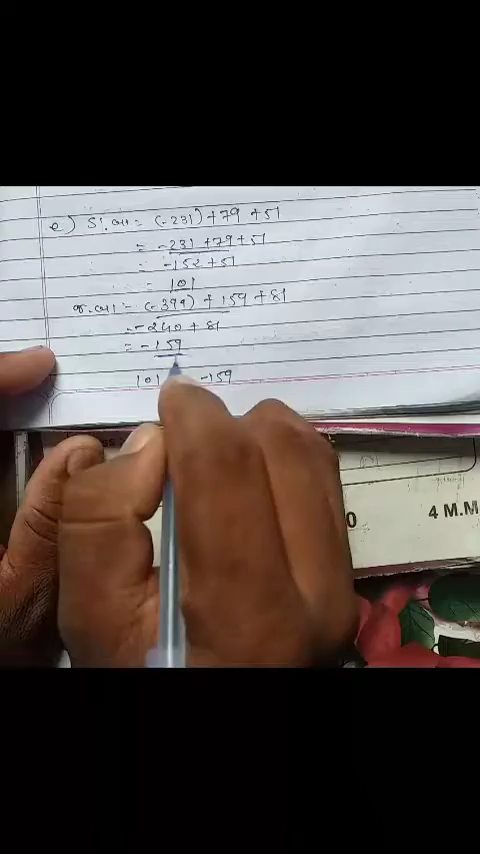 e) ડા.બા = (-231) + 79 + 51
= -231 + 79 + 51
= -152 + 51
= 101
જ.બા = (-399) + 159 + 81
= -240 + 81
= -159
101 -159
0 4 M.M